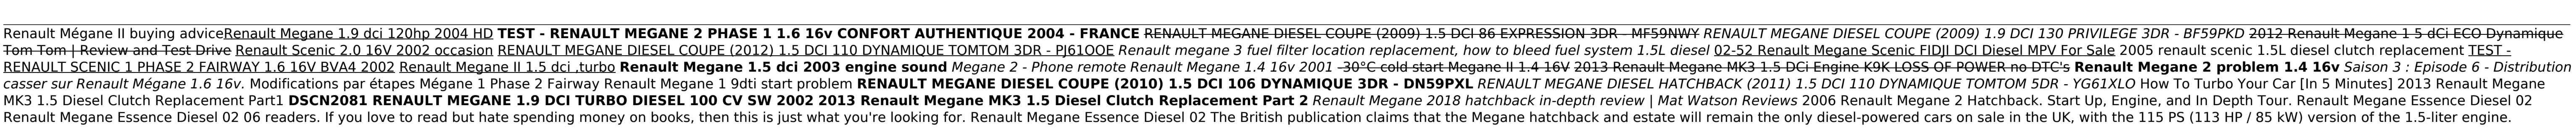 Renault Mégane II buying adviceRenault Megane 1.9 dci 120hp 2004 HD TEST - RENAULT MEGANE 2 PHASE 1 1.6 16v CONFORT AUTHENTIQUE 2004 - FRANCE RENAULT MEGANE DIESEL COUPE (2009) 1.5 DCI 86 EXPRESSION 3DR - MF59NWY RENAULT MEGANE DIESEL COUPE (2009) 1.9 DCI 130 PRIVILEGE 3DR - BF59PKD 2012 Renault Megane 1 5 dCi ECO Dynamique
Tom Tom | Review and Test Drive Renault Scenic 2.0 16V 2002 occasion RENAULT MEGANE DIESEL COUPE (2012) 1.5 DCI 110 DYNAMIQUE TOMTOM 3DR - PJ61OOE Renault megane 3 fuel filter location replacement, how to bleed fuel system 1.5L diesel 02-52 Renault Megane Scenic FIDJI DCI Diesel MPV For Sale 2005 renault scenic 1.5L diesel clutch replacement TEST -
RENAULT SCENIC 1 PHASE 2 FAIRWAY 1.6 16V BVA4 2002 Renault Megane II 1.5 dci ,turbo Renault Megane 1.5 dci 2003 engine sound Megane 2 - Phone remote Renault Megane 1.4 16v 2001 -30°C cold start Megane II 1.4 16V 2013 Renault Megane MK3 1.5 DCi Engine K9K LOSS OF POWER no DTC's Renault Megane 2 problem 1.4 16v Saison 3 : Episode 6 - Distribution
casser sur Renault Mégane 1.6 16v. Modifications par étapes Mégane 1 Phase 2 Fairway Renault Megane 1 9dti start problem RENAULT MEGANE DIESEL COUPE (2010) 1.5 DCI 106 DYNAMIQUE 3DR - DN59PXL RENAULT MEGANE DIESEL HATCHBACK (2011) 1.5 DCI 110 DYNAMIQUE TOMTOM 5DR - YG61XLO How To Turbo Your Car [In 5 Minutes] 2013 Renault Megane
MK3 1.5 Diesel Clutch Replacement Part1 DSCN2081 RENAULT MEGANE 1.9 DCI TURBO DIESEL 100 CV SW 2002 2013 Renault Megane MK3 1.5 Diesel Clutch Replacement Part 2 Renault Megane 2018 hatchback in-depth review | Mat Watson Reviews 2006 Renault Megane 2 Hatchback. Start Up, Engine, and In Depth Tour. Renault Megane Essence Diesel 02
Renault Megane Essence Diesel 02 06 readers. If you love to read but hate spending money on books, then this is just what you're looking for. Renault Megane Essence Diesel 02 The British publication claims that the Megane hatchback and estate will remain the only diesel-powered cars on sale in the UK, with the 115 PS (113 HP / 85 kW) version of the 1.5-liter engine.